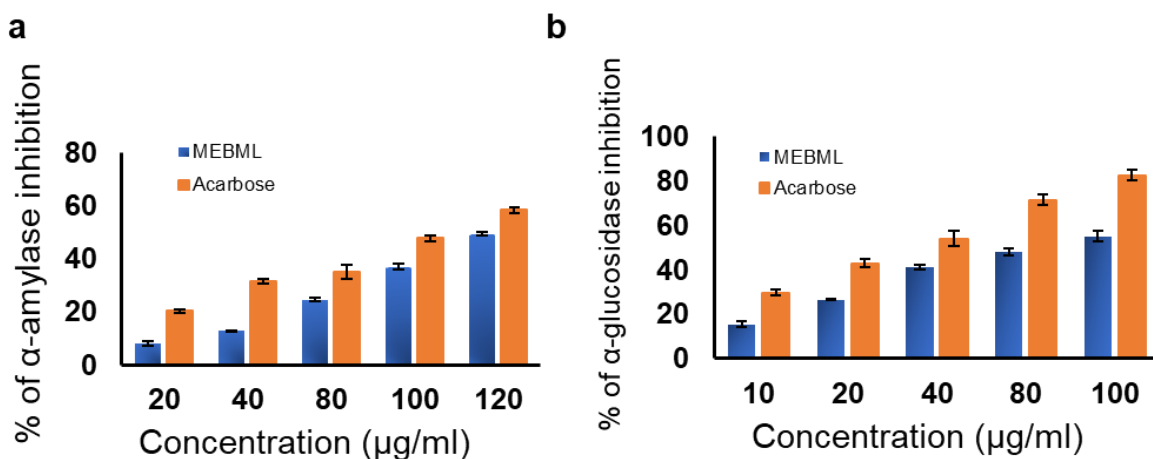 a
% of α-amylase inhibition
80
60
40
20
0
MEBML
Acarbose
20 40 80 100 120
Concentration (µg/ml)
b
% of α-glucosidase inhibition
100
80
60
40
20
0
MEBML
Acarbose
10 20 40 80 100
Concentration (µg/ml)